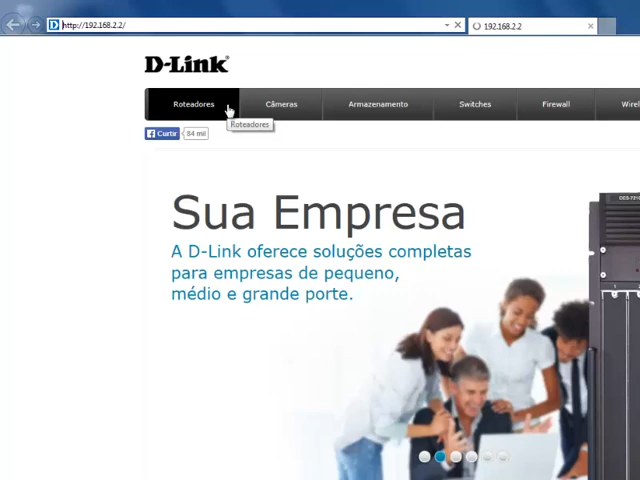 http://192.168.2.2/
192.168.2.2
D-Link
Roteadores
Câmeras
Armazenamento
Switches
Firewall
Curtir
84 mil
Roteadores
Sua Empresa
A D-Link oferece soluções completas
para empresas de pequeno,
médio e grande porte.